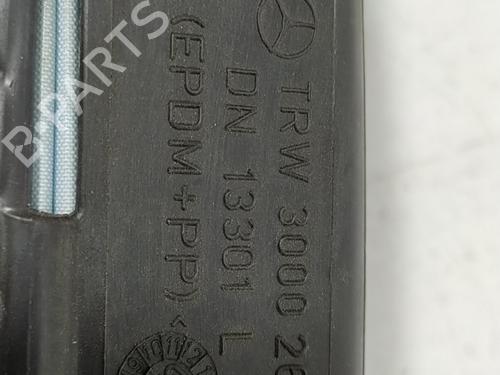 TRW 3000 26
DN 13301 L
(EPDM+PP)<
B PARTS